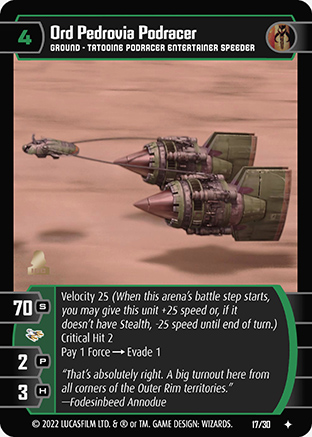 4 Ord Pedrovia Podracer
GROUND - TATOOINE PODRACER ENTERTAINER SPEEDER
70 S
2 P
3 H
Velocity 25 (When this arena's battle step starts,
you may give this unit +25 speed or, if it
doesn't have Stealth, -25 speed until end of turn.)
Critical Hit 2
Pay 1 Force → Evade 1
"That's absolutely right. A big turnout here from
all corners of the Outer Rim territories."
—Fodesinbeed Annodue
© 2022 LUCASFILM LTD. & ® OR TM. GAME DESIGN: WIZARDS. 17/30